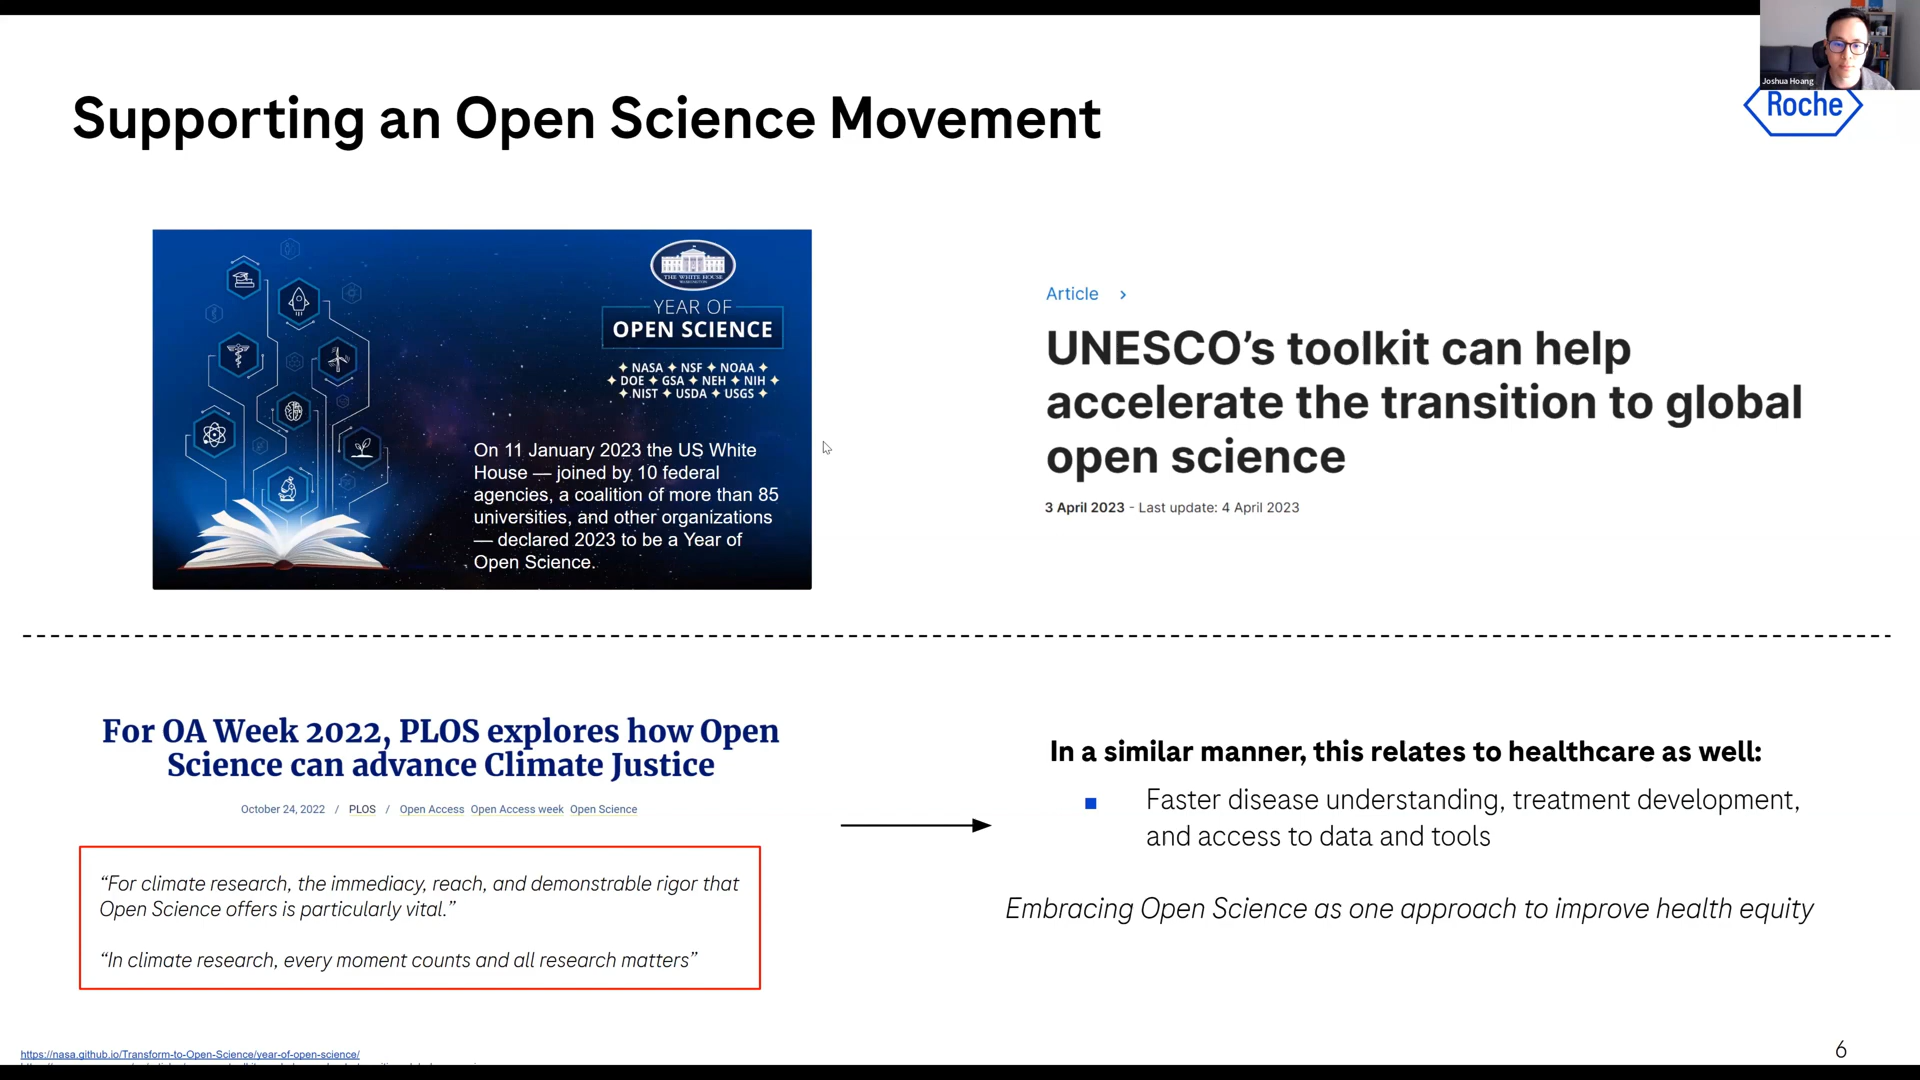 Joshua Hoang
Supporting an Open Science Movement
Roche
THE WHITE HOUSE
WASHINGTON
YEAR OF
OPEN SCIENCE
✦ NASA ✦ NSF ✦ NOAA ✦
✦ DOE ✦ GSA ✦ NEH ✦ NIH ✦
✦ NIST ✦ USDA ✦ USGS ✦
On 11 January 2023 the US White
House — joined by 10 federal
agencies, a coalition of more than 85
universities, and other organizations
— declared 2023 to be a Year of
Open Science.
Article >
UNESCO’s toolkit can help
accelerate the transition to global
open science
3 April 2023 - Last update: 4 April 2023
For OA Week 2022, PLOS explores how Open
Science can advance Climate Justice
October 24, 2022 / PLOS / Open Access Open Access week Open Science
“For climate research, the immediacy, reach, and demonstrable rigor that
Open Science offers is particularly vital.”
“In climate research, every moment counts and all research matters”
In a similar manner, this relates to healthcare as well:
Faster disease understanding, treatment development,
and access to data and tools
Embracing Open Science as one approach to improve health equity
https://nasa.github.io/Transform-to-Open-Science/year-of-open-science/
6